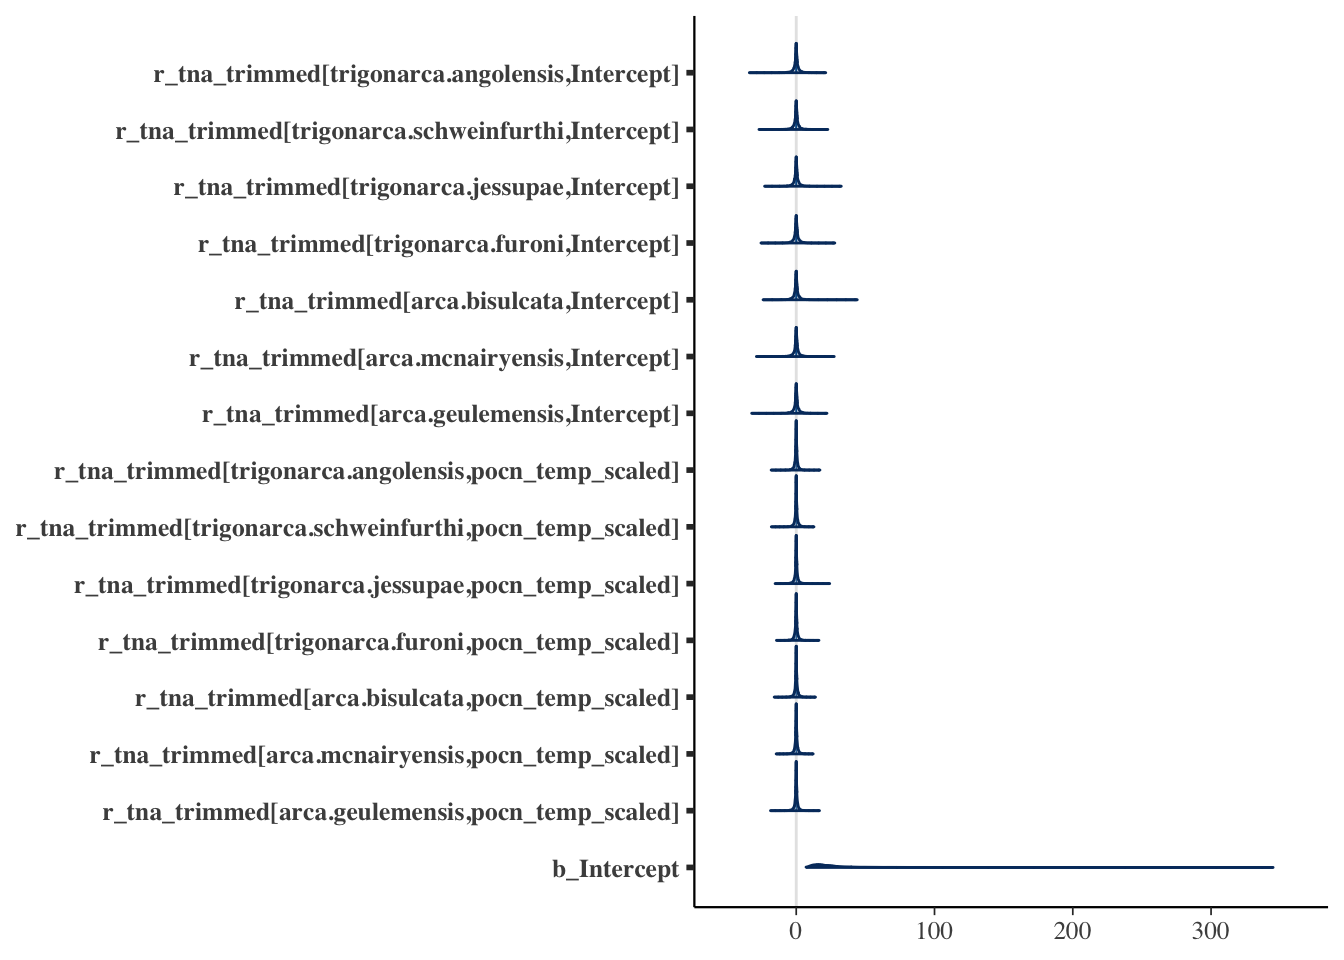 r_tna_trimmed[trigonarca.angolensis,Intercept]
r_tna_trimmed[trigonarca.schweinfurthi,Intercept]
r_tna_trimmed[trigonarca.jessupae,Intercept]
r_tna_trimmed[trigonarca.furoni,Intercept]
r_tna_trimmed[arca.bisulcata,Intercept]
r_tna_trimmed[arca.mcnairyensis,Intercept]
r_tna_trimmed[arca.geulemensis,Intercept]
r_tna_trimmed[trigonarca.angolensis,pocn_temp_scaled]
r_tna_trimmed[trigonarca.schweinfurthi,pocn_temp_scaled]
r_tna_trimmed[trigonarca.jessupae,pocn_temp_scaled]
r_tna_trimmed[trigonarca.furoni,pocn_temp_scaled]
r_tna_trimmed[arca.bisulcata,pocn_temp_scaled]
r_tna_trimmed[arca.mcnairyensis,pocn_temp_scaled]
r_tna_trimmed[arca.geulemensis,pocn_temp_scaled]
b_Intercept
0 100 200 300